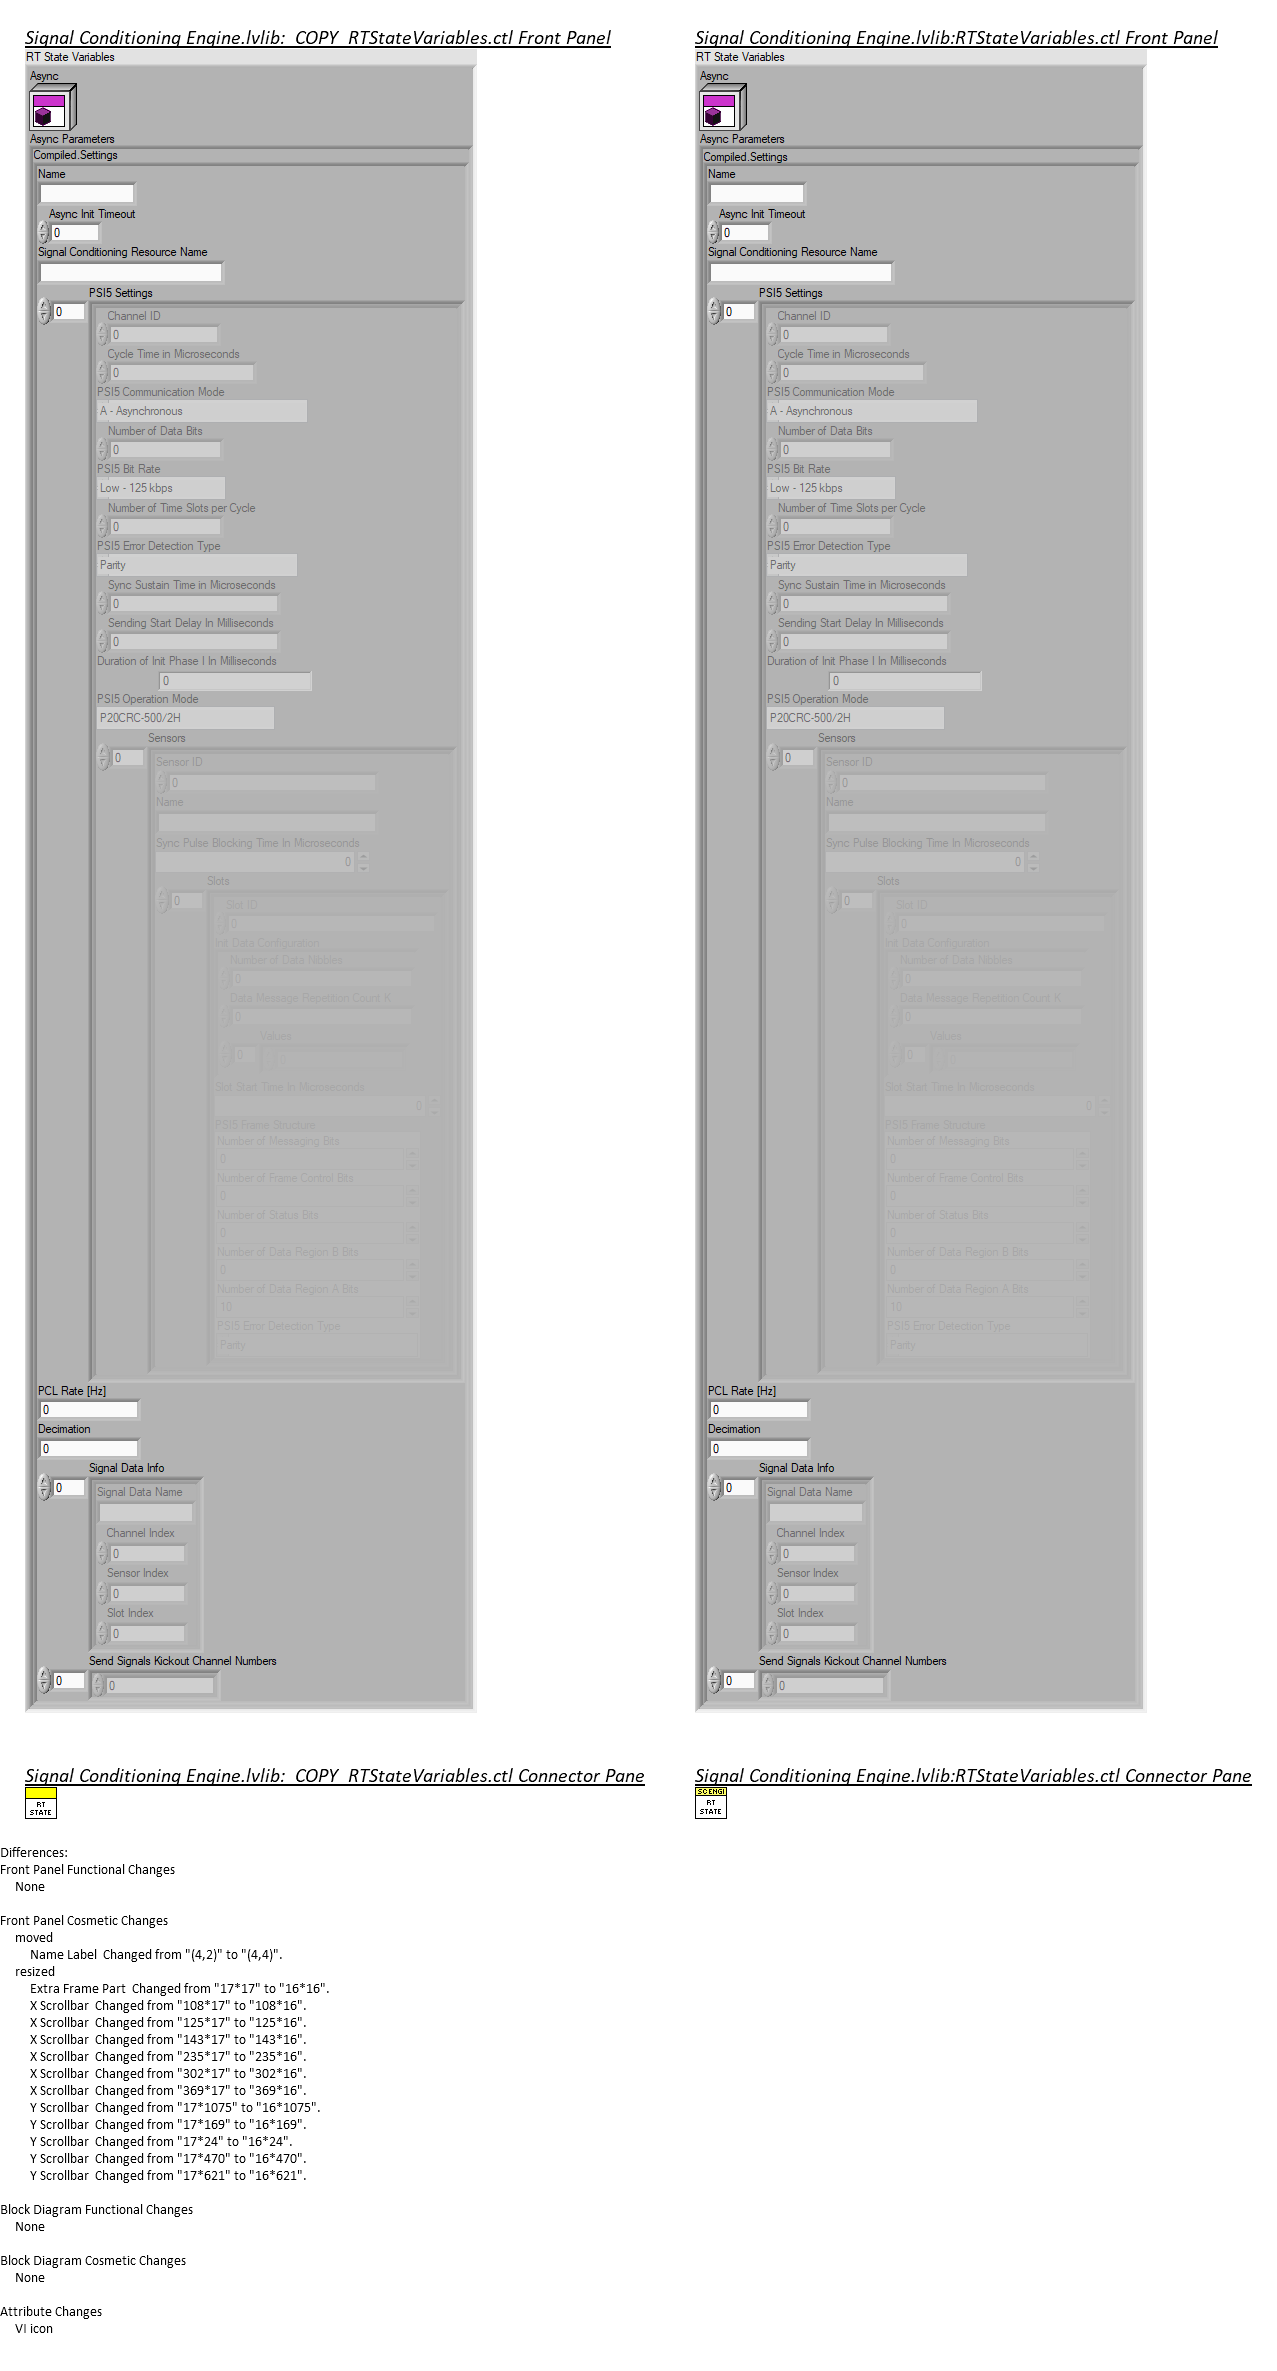 Signal Conditioning Engine.lvlib:_COPY_RTStateVariables.ctl Front Panel
RT State Variables
Async
Async Parameters
Compiled.Settings
Name
Async Init Timeout
0
Signal Conditioning Resource Name
PSI5 Settings
0
Channel ID
0
Cycle Time in Microseconds
0
PSI5 Communication Mode
A - Asynchronous
Number of Data Bits
0
PSI5 Bit Rate
Low - 125 kbps
Number of Time Slots per Cycle
0
PSI5 Error Detection Type
Parity
Sync Sustain Time in Microseconds
0
Sending Start Delay In Milliseconds
0
Duration of Init Phase I In Milliseconds
0
PSI5 Operation Mode
P20CRC-500/2H
Sensors
0
Sensor ID
0
Name
Sync Pulse Blocking Time In Microseconds
0
Slots
0
Slot ID
0
Init Data Configuration
Number of Data Nibbles
0
Data Message Repetition Count K
0
Values
0
Slot Start Time In Microseconds
0
PSI5 Frame Structure
Number of Messaging Bits
0
Number of Frame Control Bits
0
Number of Status Bits
0
Number of Data Region B Bits
0
Number of Data Region A Bits
10
PSI5 Error Detection Type
Parity
PCL Rate [Hz]
0
Decimation
0
Signal Data Info
0
Signal Data Name
Channel Index
0
Sensor Index
0
Slot Index
0
Send Signals Kickout Channel Numbers
0
0
Signal Conditioning Engine.lvlib:RTStateVariables.ctl Front Panel
RT State Variables
Async
Async Parameters
Compiled.Settings
Name
Async Init Timeout
0
Signal Conditioning Resource Name
PSI5 Settings
0
Channel ID
0
Cycle Time in Microseconds
0
PSI5 Communication Mode
A - Asynchronous
Number of Data Bits
0
PSI5 Bit Rate
Low - 125 kbps
Number of Time Slots per Cycle
0
PSI5 Error Detection Type
Parity
Sync Sustain Time in Microseconds
0
Sending Start Delay In Milliseconds
0
Duration of Init Phase I In Milliseconds
0
PSI5 Operation Mode
P20CRC-500/2H
Sensors
0
Sensor ID
0
Name
Sync Pulse Blocking Time In Microseconds
0
Slots
0
Slot ID
0
Init Data Configuration
Number of Data Nibbles
0
Data Message Repetition Count K
0
Values
0
Slot Start Time In Microseconds
0
PSI5 Frame Structure
Number of Messaging Bits
0
Number of Frame Control Bits
0
Number of Status Bits
0
Number of Data Region B Bits
0
Number of Data Region A Bits
10
PSI5 Error Detection Type
Parity
PCL Rate [Hz]
0
Decimation
0
Signal Data Info
0
Signal Data Name
Channel Index
0
Sensor Index
0
Slot Index
0
Send Signals Kickout Channel Numbers
0
0
Signal Conditioning Engine.lvlib:_COPY_RTStateVariables.ctl Connector Pane
RT
STATE
Signal Conditioning Engine.lvlib:RTStateVariables.ctl Connector Pane
SCENGI
RT
STATE
Differences:
Front Panel Functional Changes
None
Front Panel Cosmetic Changes
moved
Name Label  Changed from "(4,2)" to "(4,4)".
resized
Extra Frame Part  Changed from "17*17" to "16*16".
X Scrollbar  Changed from "108*17" to "108*16".
X Scrollbar  Changed from "125*17" to "125*16".
X Scrollbar  Changed from "143*17" to "143*16".
X Scrollbar  Changed from "235*17" to "235*16".
X Scrollbar  Changed from "302*17" to "302*16".
X Scrollbar  Changed from "369*17" to "369*16".
Y Scrollbar  Changed from "17*1075" to "16*1075".
Y Scrollbar  Changed from "17*169" to "16*169".
Y Scrollbar  Changed from "17*24" to "16*24".
Y Scrollbar  Changed from "17*470" to "16*470".
Y Scrollbar  Changed from "17*621" to "16*621".
Block Diagram Functional Changes
None
Block Diagram Cosmetic Changes
None
Attribute Changes
VI icon